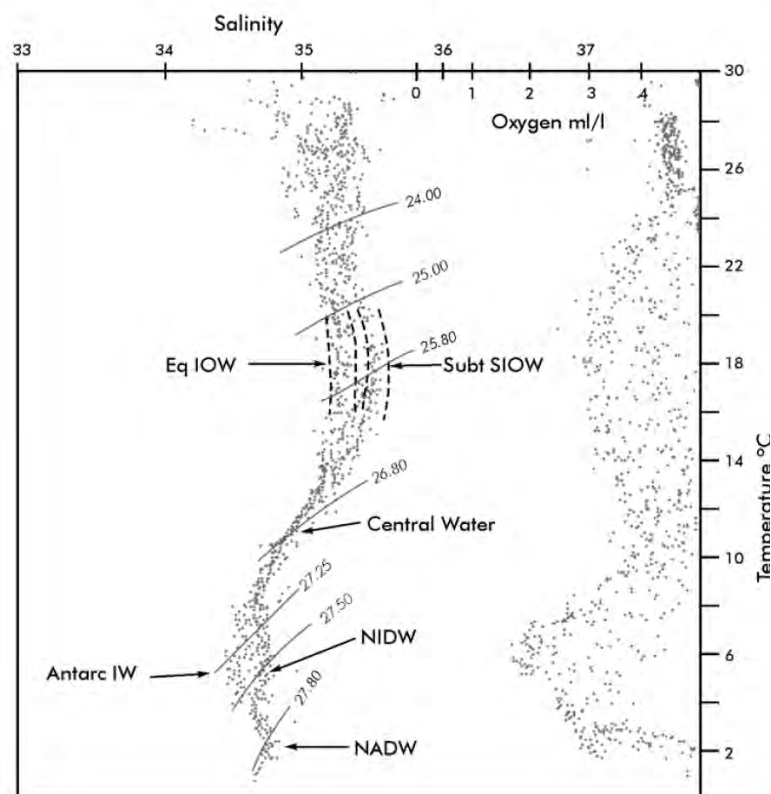 Salinity
33 34 35 36 37
30
0 1 2 3 4
Oxygen ml/l
26
24.00
22
25.00
25.80
Eq IOW
18
Subt SIOW
14
26.80
Temperature °C
Central Water
10
27.25
27.50
NIDW
Antarc IW
6
27.80
NADW
2